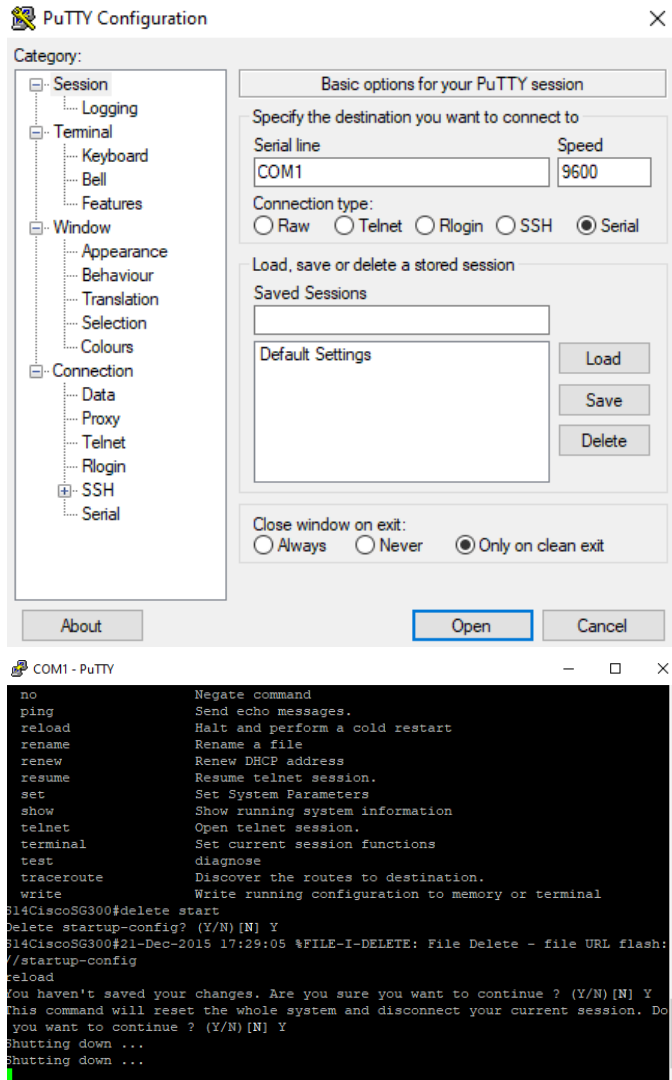 PuTTY Configuration
Category:
Session
Logging
Terminal
Keyboard
Bell
Features
Window
Appearance
Behaviour
Translation
Selection
Colours
Connection
Data
Proxy
Telnet
Rlogin
SSH
Serial
Basic options for your PuTTY session
Specify the destination you want to connect to
Serial line Speed
COM1 9600
Connection type:
Raw Telnet Rlogin SSH Serial
Load, save or delete a stored session
Saved Sessions
Default Settings
Load
Save
Delete
Close window on exit:
Always Never Only on clean exit
About Open Cancel
COM1 - PuTTY
no Negate command
ping Send echo messages.
reload Halt and perform a cold restart
rename Rename a file
renew Renew DHCP address
resume Resume telnet session.
set Set System Parameters
show Show running system information
telnet Open telnet session.
terminal Set current session functions
test diagnose
traceroute Discover the routes to destination.
write Write running configuration to memory or terminal
S14CiscoSG300#delete start
Delete startup-config? (Y/N)[N] Y
S14CiscoSG300#21-Dec-2015 17:29:05 %FILE-I-DELETE: File Delete - file URL flash:
//startup-config
reload
You haven't saved your changes. Are you sure you want to continue ? (Y/N)[N] Y
This command will reset the whole system and disconnect your current session. Do
you want to continue ? (Y/N)[N] Y
Shutting down ...
Shutting down ...